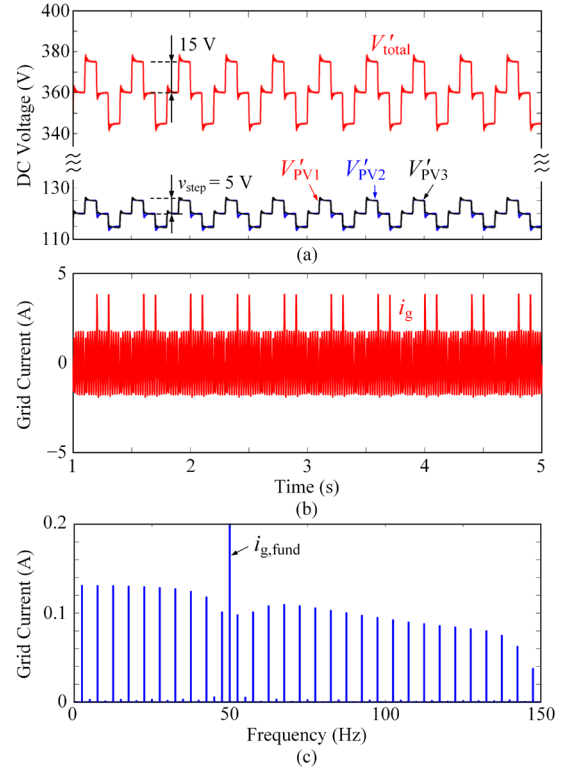 400
380
360
340
125
110
DC Voltage (V)
15 V
V′total
vstep = 5 V
V′PV1
V′PV2
V′PV3
(a)
5
0
−5
Grid Current (A)
ig
1
2
3
4
5
Time (s)
(b)
0.2
0.1
0
Grid Current (A)
ig,fund
0
50
100
150
Frequency (Hz)
(c)